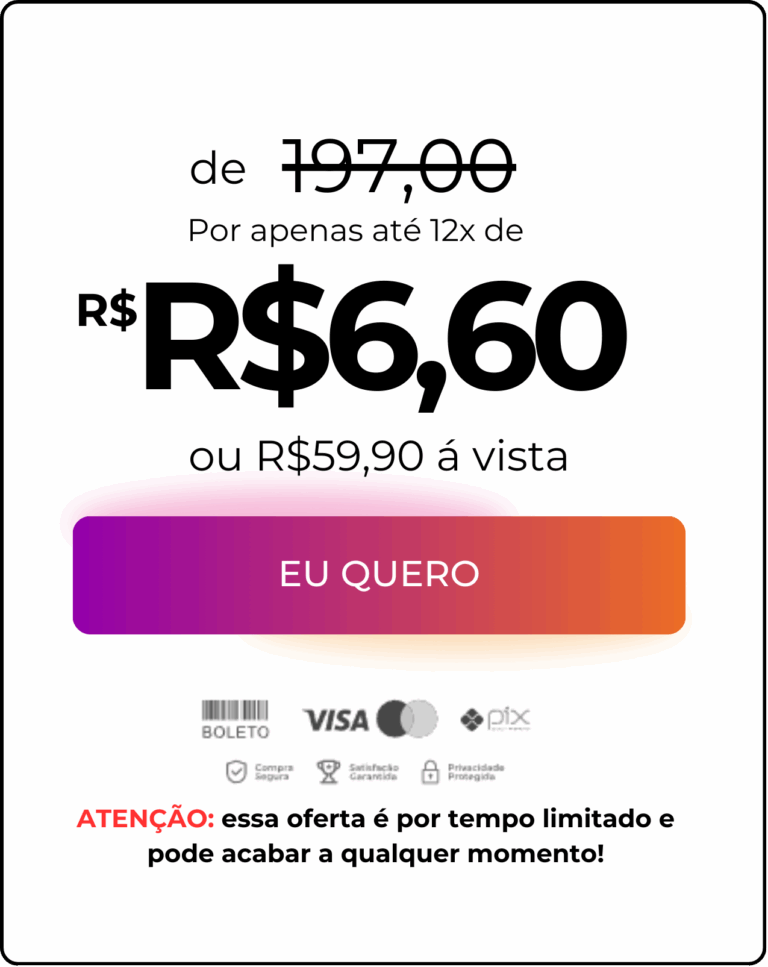 de 197,00
Por apenas até 12x de
R$ R$6,60
ou R$59,90 á vista
EU QUERO
BOLETO VISA pix
Compra Segura
Satisfação Garantida
Privacidade Protegida
ATENÇÃO: essa oferta é por tempo limitado e
pode acabar a qualquer momento!